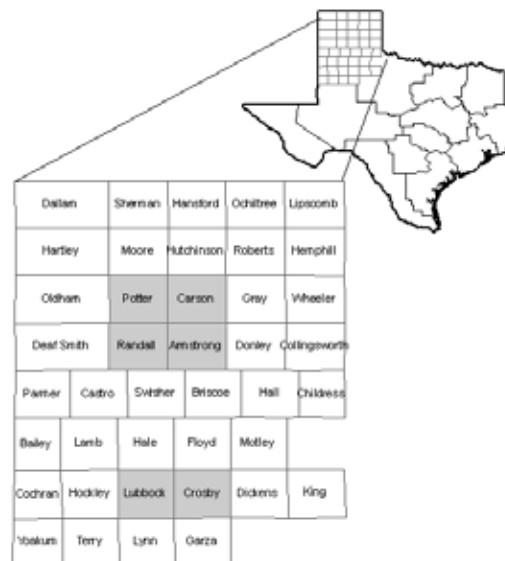 Dallam Sherman Hansford Ochiltree Lipscomb
Hartley Moore Hutchinson Roberts Hemphill
Oldham Potter Carson Gray Wheeler
Deaf Smith Randall Armstrong Donley Collingsworth
Parmer Castro Swisher Briscoe Hall Childress
Bailey Lamb Hale Floyd Motley
Cochran Hockley Lubbock Crosby Dickens King
Yoakum Terry Lynn Garza